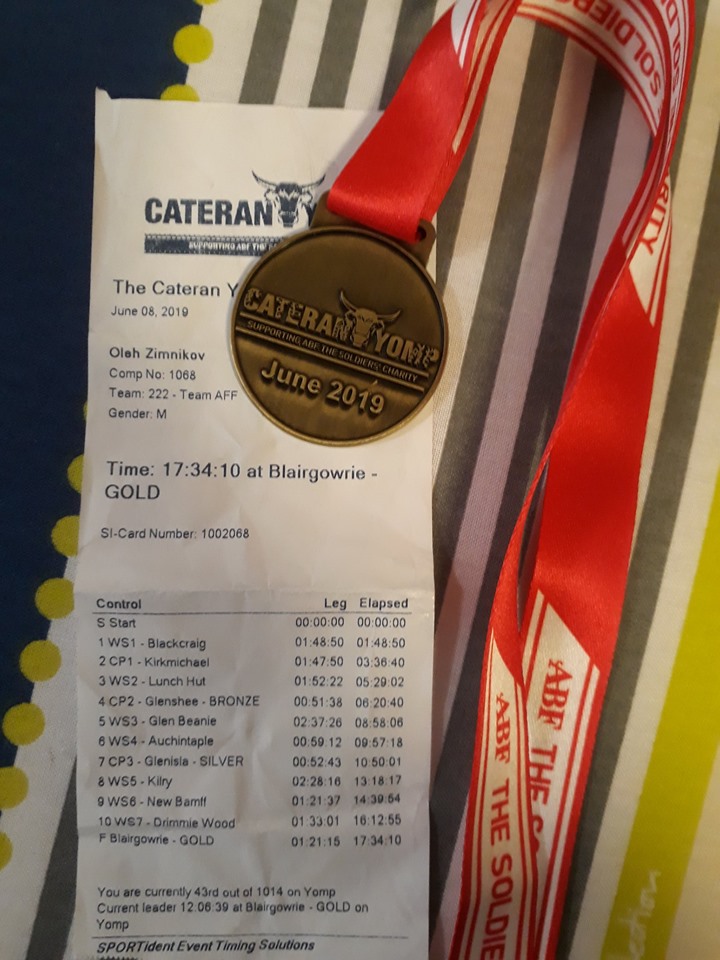 CATERAN Y
SUPPORTING ABF THE
The Cateran Y
June 08, 2019
Oleh Zimnikov
Comp No: 1068
Team: 222 - Team AFF
Gender: M
Time: 17:34:10 at Blairgowrie -
GOLD
SI-Card Number: 1002068
Control Leg Elapsed
S Start 00:00:00 00:00:00
1 WS1 - Blackcraig 01:48:50 01:48:50
2 CP1 - Kirkmichael 01:47:50 03:36:40
3 WS2 - Lunch Hut 01:52:22 05:29:02
4 CP2 - Glenshee - BRONZE 00:51:38 06:20:40
5 WS3 - Glen Beanie 02:37:26 08:58:06
6 WS4 - Auchintaple 00:59:12 09:57:18
7 CP3 - Glenisla - SILVER 00:52:43 10:50:01
8 WS5 - Kilry 02:28:16 13:18:17
9 WS6 - New Bamff 01:21:37 14:39:54
10 WS7 - Drimmie Wood 01:33:01 16:12:55
F Blairgowrie - GOLD 01:21:15 17:34:10
You are currently 43rd out of 1014 on Yomp
Current leader 12:06:39 at Blairgowrie - GOLD on
Yomp
SPORTident Event Timing Solutions
CATERAN YOMP
SUPPORTING ABF THE SOLDIERS' CHARITY
June 2019
SOLDIERS
SOLDIE
RITY
ABF THE SOLDIE
ABF THE